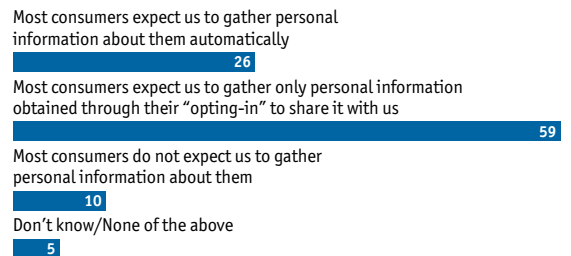 Most consumers expect us to gather personal
information about them automatically
26
Most consumers expect us to gather only personal information
obtained through their “opting-in” to share it with us
59
Most consumers do not expect us to gather
personal information about them
10
Don’t know/None of the above
5